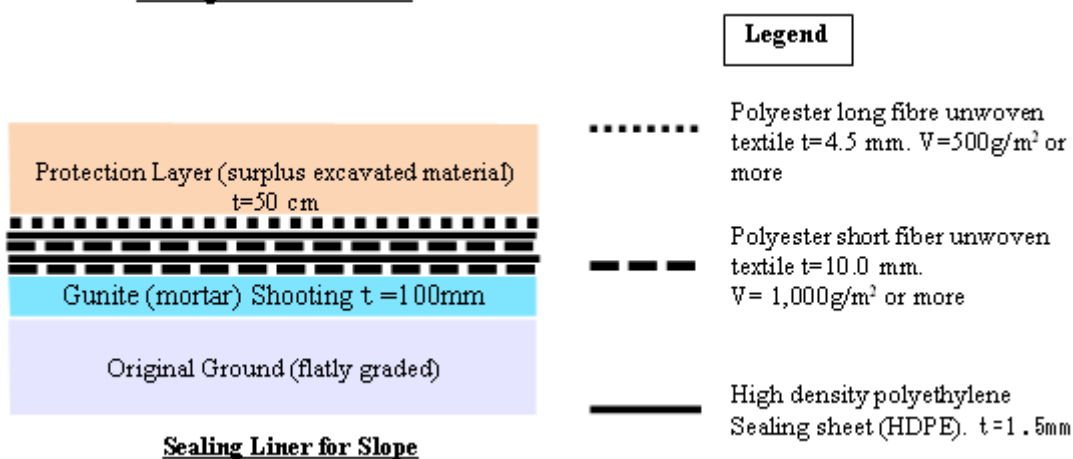 Legend
Protection Layer (surplus excavated material)
t=50 cm
Gunite (mortar) Shooting t =100mm
Original Ground (flatly graded)
Sealing Liner for Slope
Polyester long fibre unwoven
textile t=4.5 mm. V=500g/m² or
more
Polyester short fiber unwoven
textile t=10.0 mm.
V= 1,000g/m² or more
High density polyethylene
Sealing sheet (HDPE). t=1.5mm